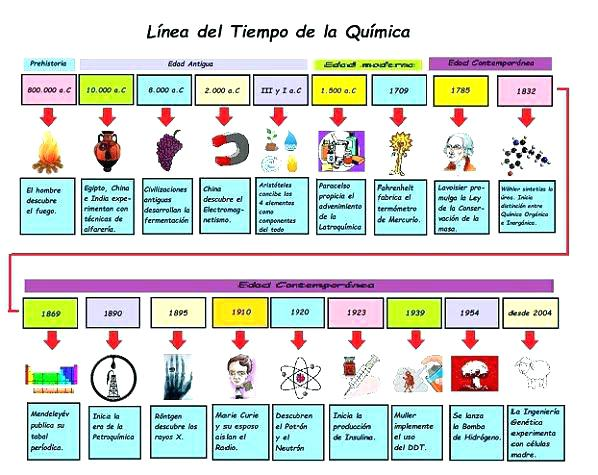 Línea del Tiempo de la Química
Prehistoria
Edad Antigua
Edad moderna
Edad Contemporánea
800.000 a.C
10.000 a.C
8.000 a.C
2.000 a.C
III y I a.C
1.500 a.C
1709
1785
1832
El hombre
descubre
el fuego.
Egipto, China
e India expe-
rimentan con
técnicas de
alfarería.
Civilizaciones
antiguas
desarrollan la
fermentación
China
descubre el
Electromag-
netismo.
Aristóteles
concibe los
4 elementos
como
componentes
del todo
Paracelso
propicia el
advenimiento
de la
Latroquímica
Fahrenheit
fabrica el
termómetro
de Mercurio.
Lavoisier pro-
mulga la Ley
de la Conser-
vación de la
masa.
Wöhler sintetiza la
úrea. Inicia
distinción entre
Química Orgánica
e Inorgánica.
Edad Contemporánea
1869
1890
1895
1910
1920
1923
1939
1954
desde 2004
Mendeleyév
publica su
tabal
períodica.
Inica la
era de la
Petroquímica
Röntgen
descubre los
rayos X.
Marie Curie
y su esposo
aislan el
Radio.
Descubren
el Potrón
y el
Neutrón
Inicia la
producción
de Insulina.
Muller
implemente
el uso
del DDT.
Se lanza
la Bomba
de Hidrógeno.
La Ingeniería
Genética
experimenta
con células
madre.